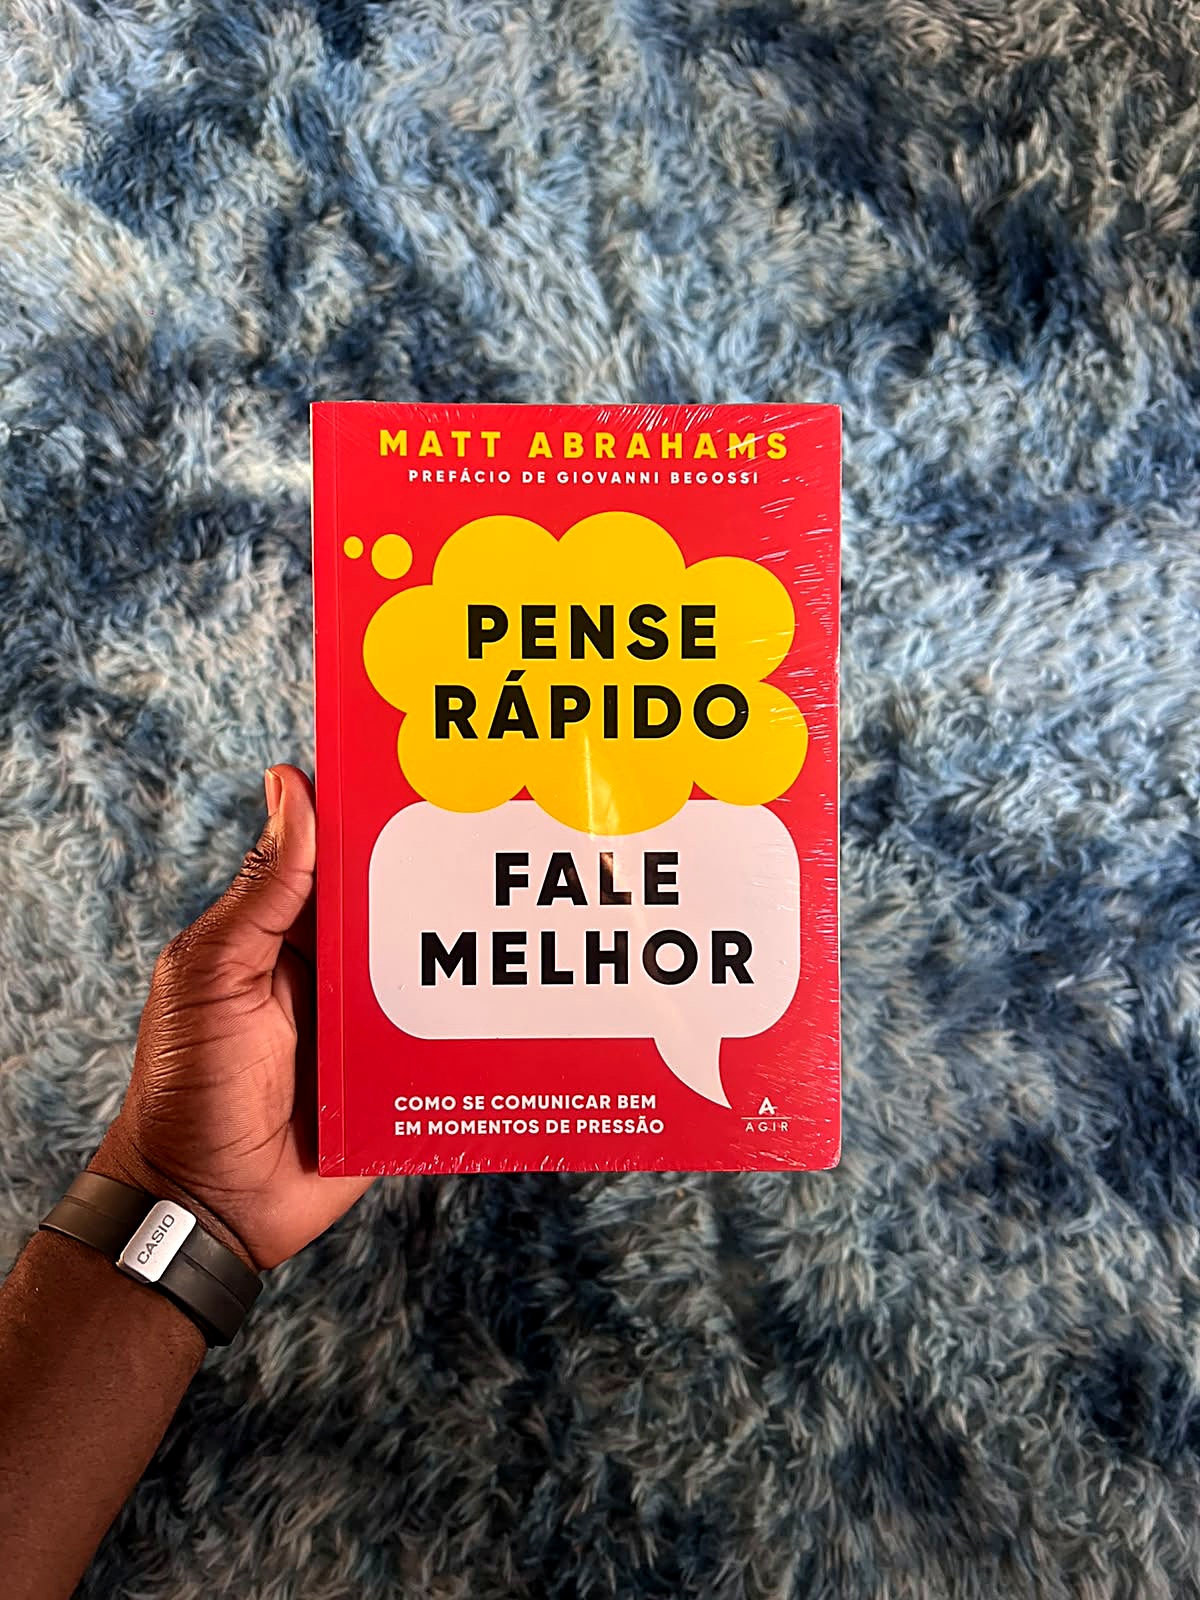 MATT ABRAHAMS
PREFÁCIO DE GIOVANNI BEGOSSI
PENSE
RÁPIDO
FALE
MELHOR
COMO SE COMUNICAR BEM
EM MOMENTOS DE PRESSÃO
A
AGIR
CASIO